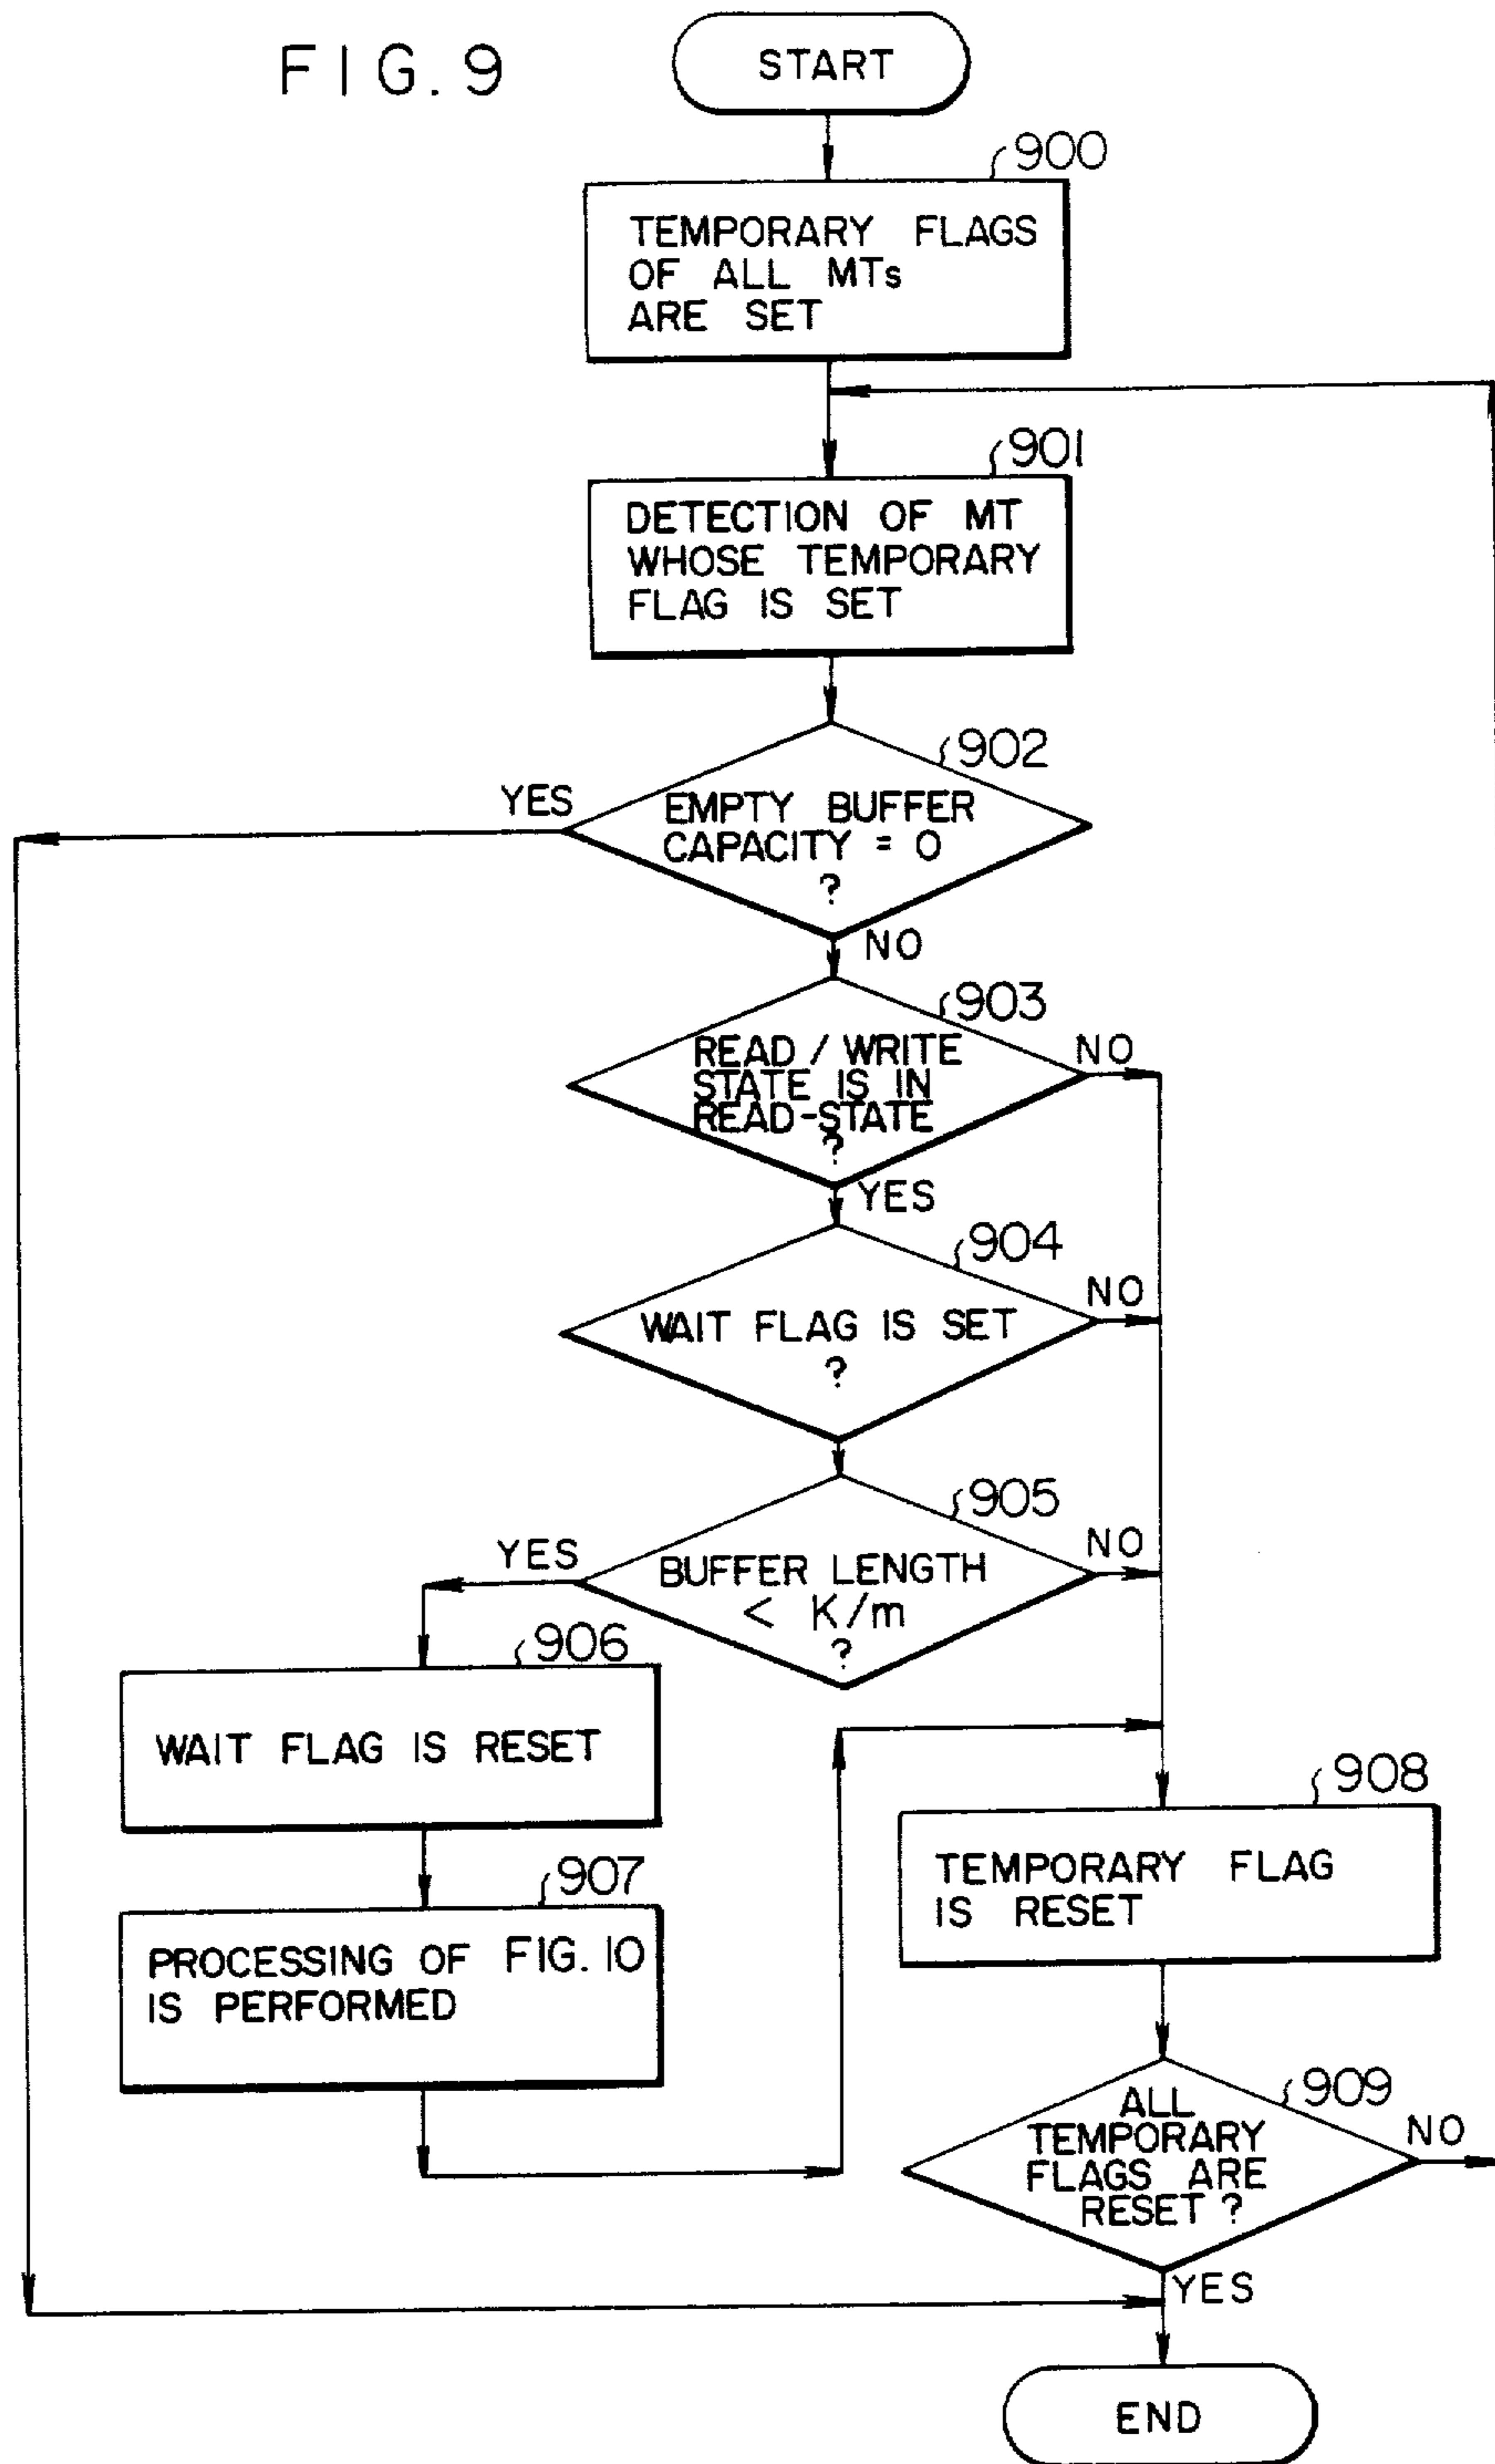 FIG. 9
START
900
TEMPORARY FLAGS
OF ALL MTs
ARE SET
901
DETECTION OF MT
WHOSE TEMPORARY
FLAG IS SET
902
YES
EMPTY BUFFER
CAPACITY = 0
?
NO
903
READ / WRITE
STATE IS IN
READ-STATE
?
NO
YES
904
WAIT FLAG IS SET
?
NO
905
YES
BUFFER LENGTH
< K/m
?
NO
906
WAIT FLAG IS RESET
907
PROCESSING OF FIG. 10
IS PERFORMED
908
TEMPORARY FLAG
IS RESET
909
ALL
TEMPORARY
FLAGS ARE
RESET ?
NO
YES
END